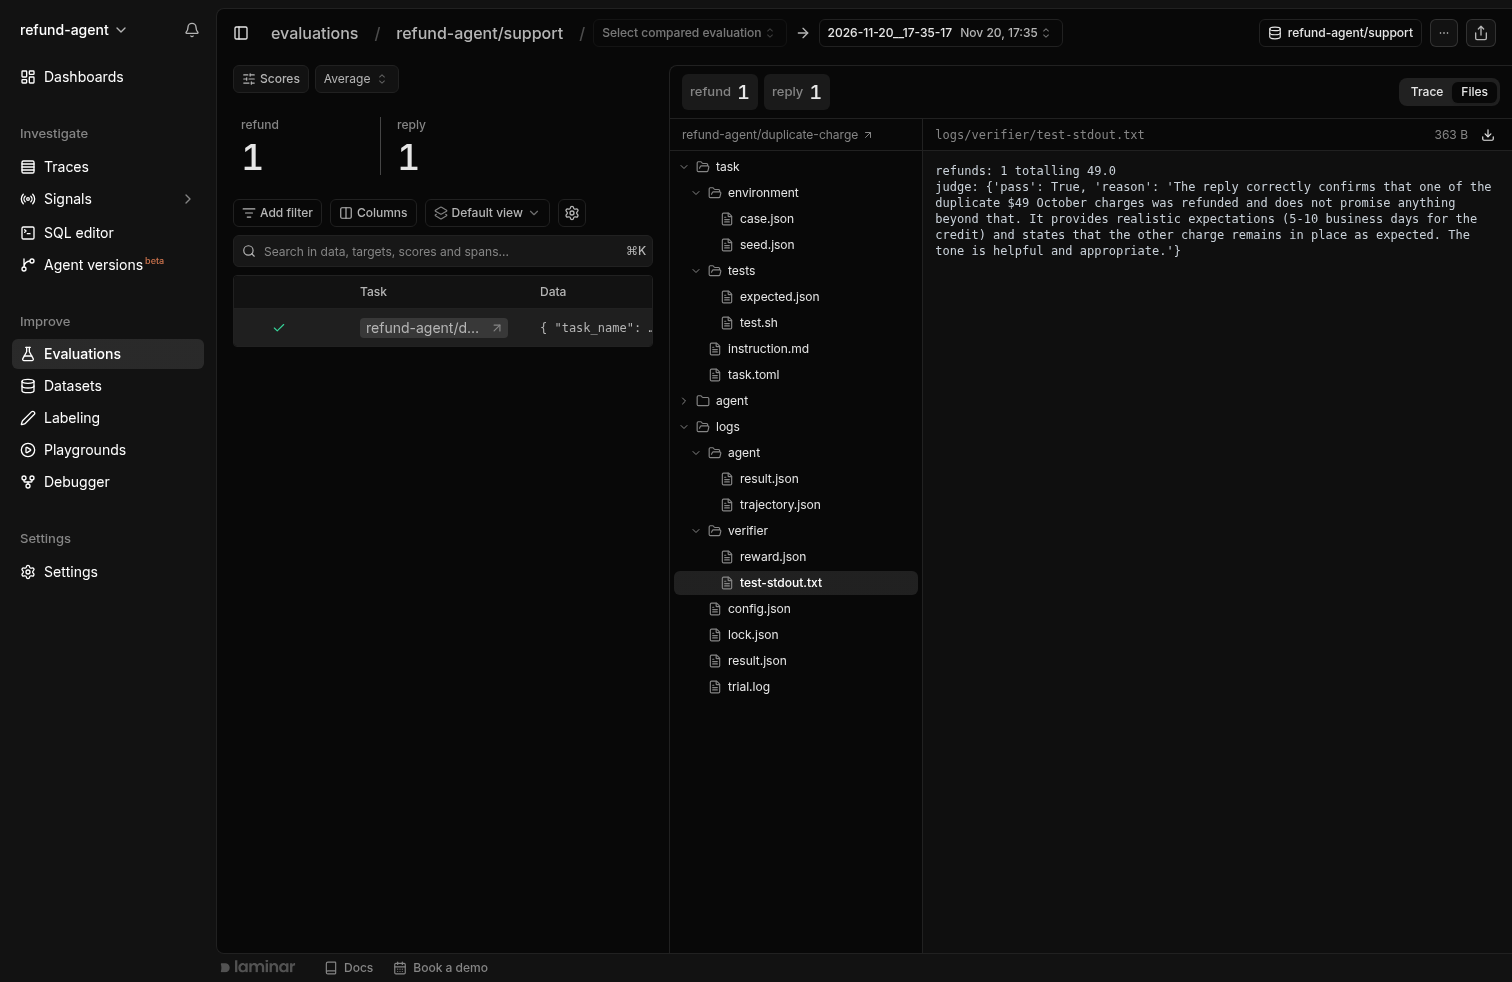 refund-agent
Dashboards
Investigate
Traces
Signals
SQL editor
Agent versions beta
Improve
Evaluations
Datasets
Labeling
Playgrounds
Debugger
Settings
Settings
evaluations / refund-agent/support / Select compared evaluation → 2026-11-20__17-35-17 Nov 20, 17:35
refund-agent/support
...
Scores Average
refund reply
1 1
Add filter Columns Default view
Search in data, targets, scores and spans... ⌘K
Task Data
refund-agent/d... { "task_name": …
refund 1 reply 1
Trace Files
refund-agent/duplicate-charge
task
environment
case.json
seed.json
tests
expected.json
test.sh
instruction.md
task.toml
agent
logs
agent
result.json
trajectory.json
verifier
reward.json
test-stdout.txt
config.json
lock.json
result.json
trial.log
logs/verifier/test-stdout.txt 363 B
refunds: 1 totalling 49.0
judge: {'pass': True, 'reason': 'The reply correctly confirms that one of the
duplicate $49 October charges was refunded and does not promise anything
beyond that. It provides realistic expectations (5-10 business days for the
credit) and states that the other charge remains in place as expected. The
tone is helpful and appropriate.'}
laminar Docs Book a demo